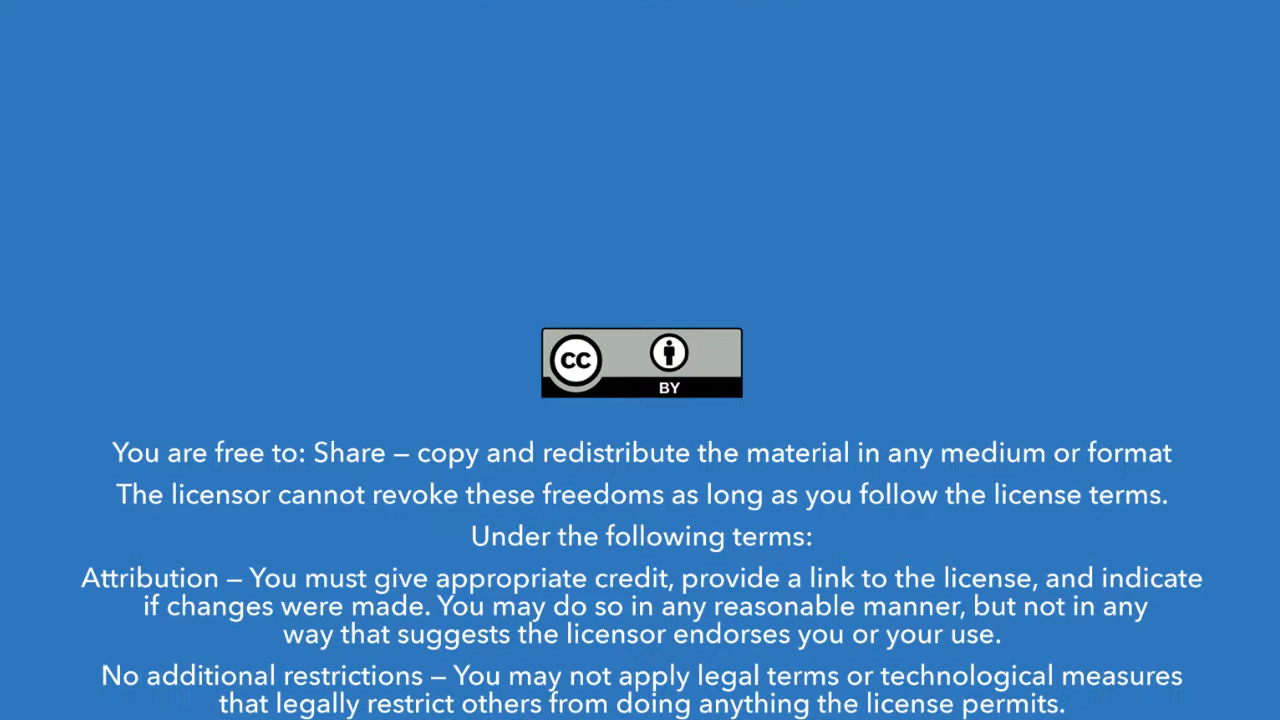 CC
BY
You are free to: Share – copy and redistribute the material in any medium or format
The licensor cannot revoke these freedoms as long as you follow the license terms.
Under the following terms:
Attribution – You must give appropriate credit, provide a link to the license, and indicate
if changes were made. You may do so in any reasonable manner, but not in any
way that suggests the licensor endorses you or your use.
No additional restrictions – You may not apply legal terms or technological measures
that legally restrict others from doing anything the license permits.